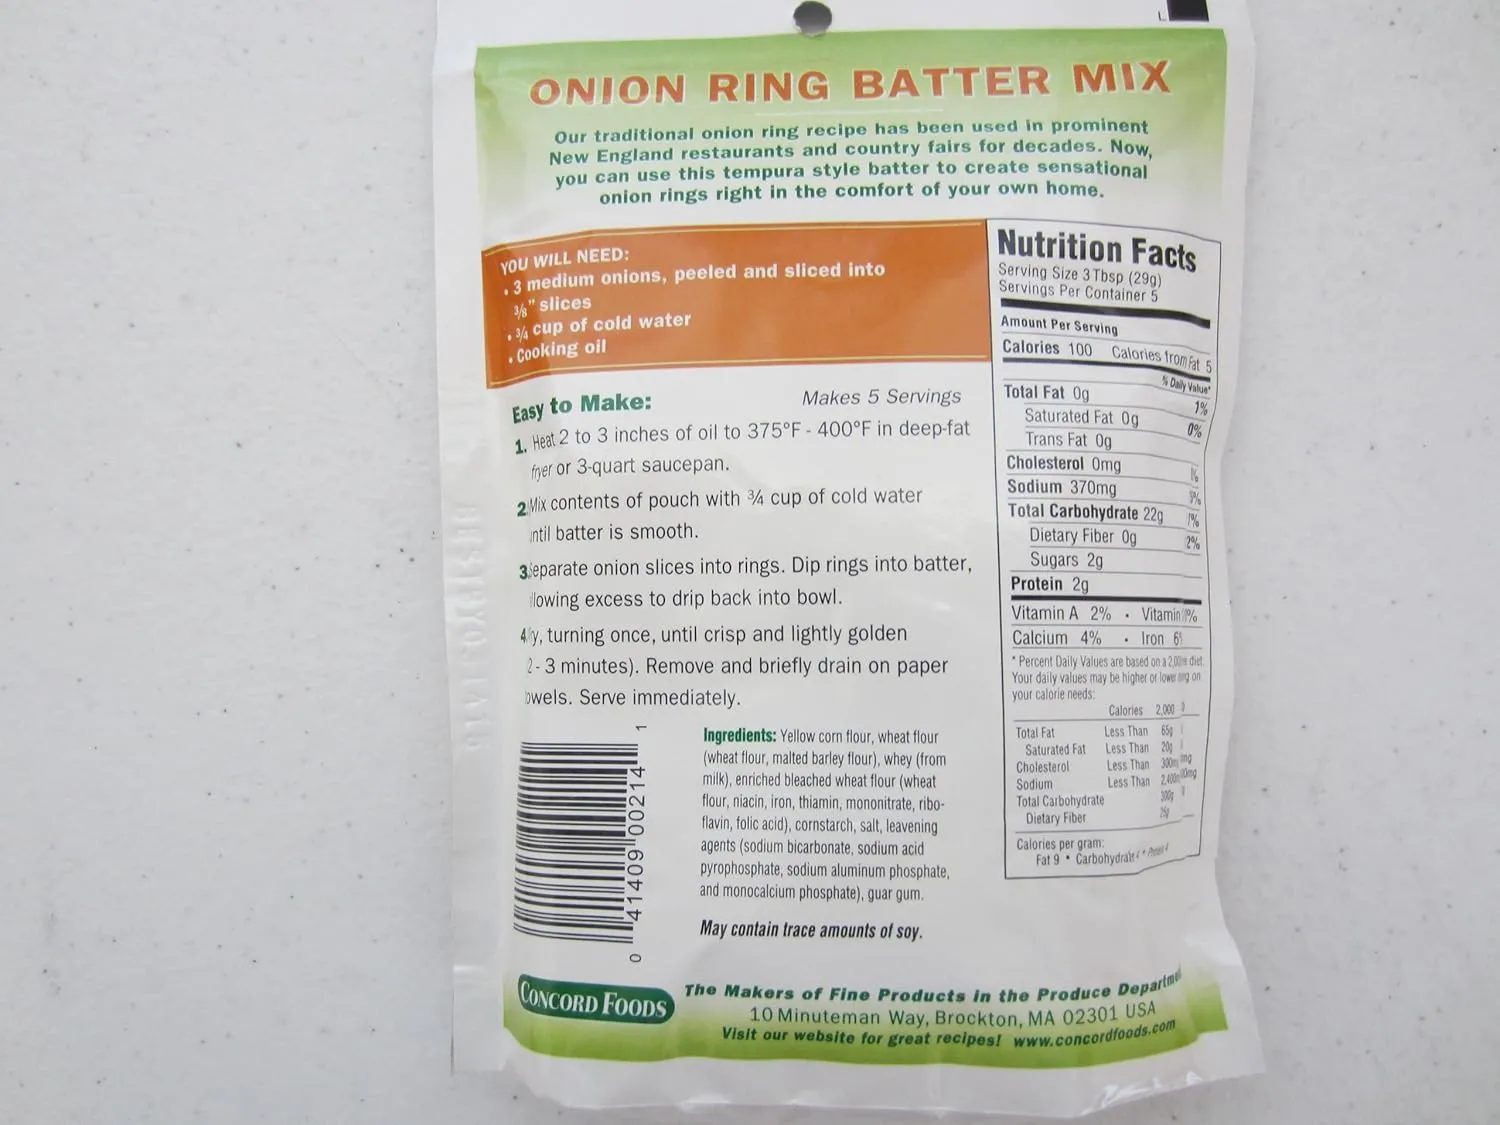 ONION RING BATTER MIX
Our traditional onion ring recipe has been used in prominent
New England restaurants and country fairs for decades. Now,
you can use this tempura style batter to create sensational
onion rings right in the comfort of your own home.
YOU WILL NEED:
• 3 medium onions, peeled and sliced into
3/8" slices
• 3/4 cup of cold water
• Cooking oil
Easy to Make:
Makes 5 Servings
1. Heat 2 to 3 inches of oil to 375°F - 400°F in deep-fat
fryer or 3-quart saucepan.
2 Mix contents of pouch with 3/4 cup of cold water
ntil batter is smooth.
3 Separate onion slices into rings. Dip rings into batter,
llowing excess to drip back into bowl.
4 y, turning once, until crisp and lightly golden
2 - 3 minutes). Remove and briefly drain on paper
owels. Serve immediately.
0 41409 00214 1
Ingredients: Yellow corn flour, wheat flour
(wheat flour, malted barley flour), whey (from
milk), enriched bleached wheat flour (wheat
flour, niacin, iron, thiamin, mononitrate, ribo-
flavin, folic acid), cornstarch, salt, leavening
agents (sodium bicarbonate, sodium acid
pyrophosphate, sodium aluminum phosphate,
and monocalcium phosphate), guar gum.
May contain trace amounts of soy.
Nutrition Facts
Serving Size 3 Tbsp (29g)
Servings Per Container 5
Amount Per Serving
Calories 100 Calories from Fat 5
% Daily Value*
Total Fat 0g 1%
Saturated Fat 0g 0%
Trans Fat 0g
Cholesterol 0mg
Sodium 370mg
Total Carbohydrate 22g
Dietary Fiber 0g 2%
Sugars 2g
Protein 2g
Vitamin A 2% • Vitamin
Calcium 4% • Iron
* Percent Daily Values are based on a diet.
Your daily values may be higher or lower on
your calorie needs:
Calories 2,000
Total Fat Less Than 65g
Saturated Fat Less Than 20g
Cholesterol Less Than
Sodium Less Than
Total Carbohydrate 300g
Dietary Fiber 25g
Calories per gram:
Fat 9 • Carbohydrate 4 • Protein 4
CONCORD FOODS
The Makers of Fine Products in the Produce Departme
10 Minuteman Way, Brockton, MA 02301 USA
Visit our website for great recipes! www.concordfoods.com